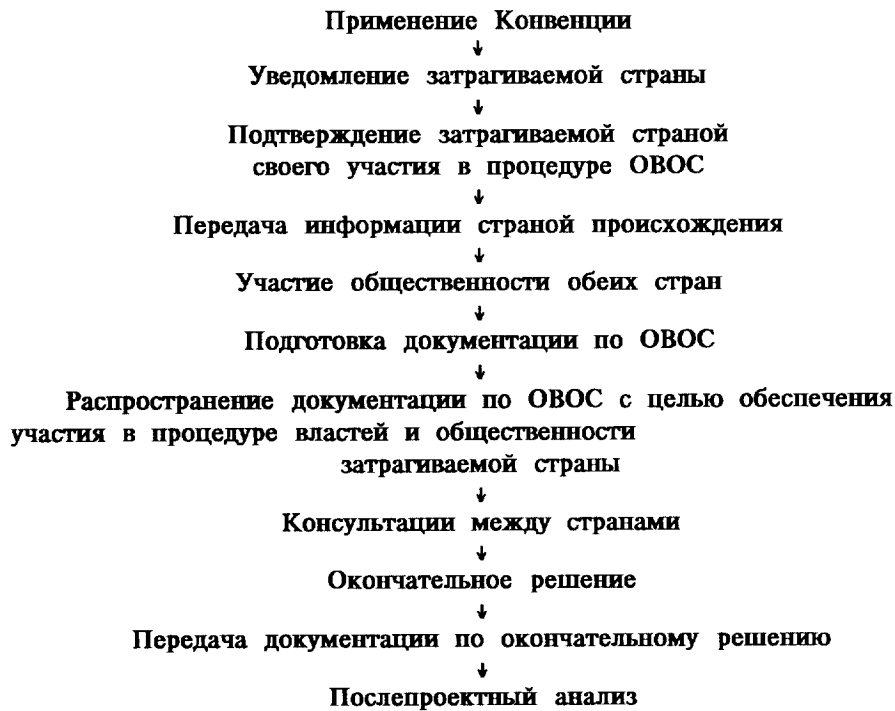 Применение Конвенции
↓
Уведомление затрагиваемой страны
↓
Подтверждение затрагиваемой страной
своего участия в процедуре ОВОС
↓
Передача информации страной происхождения
↓
Участие общественности обеих стран
↓
Подготовка документации по ОВОС
↓
Распространение документации по ОВОС с целью обеспечения
участия в процедуре властей и общественности
затрагиваемой страны
↓
Консультации между странами
↓
Окончательное решение
↓
Передача документации по окончательному решению
↓
Послепроектный анализ